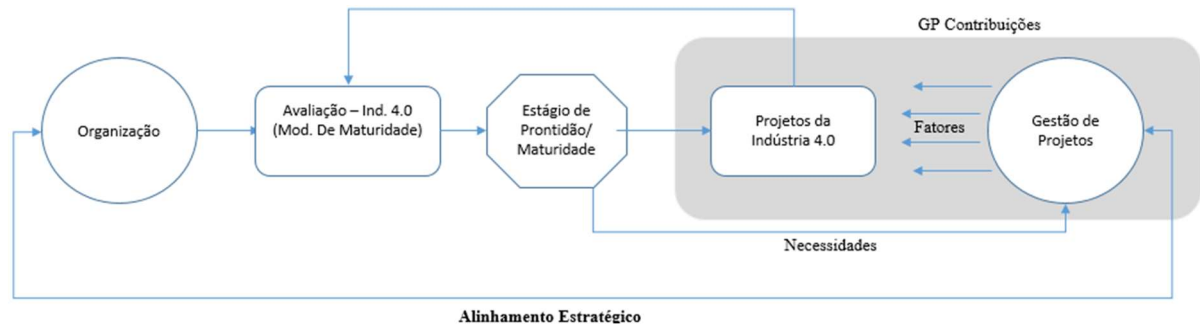 GP Contribuições
Organização
Avaliação – Ind. 4.0
(Mod. De Maturidade)
Estágio de
Prontidão/
Maturidade
Projetos da
Indústria 4.0
Fatores
Gestão de
Projetos
Necessidades
Alinhamento Estratégico